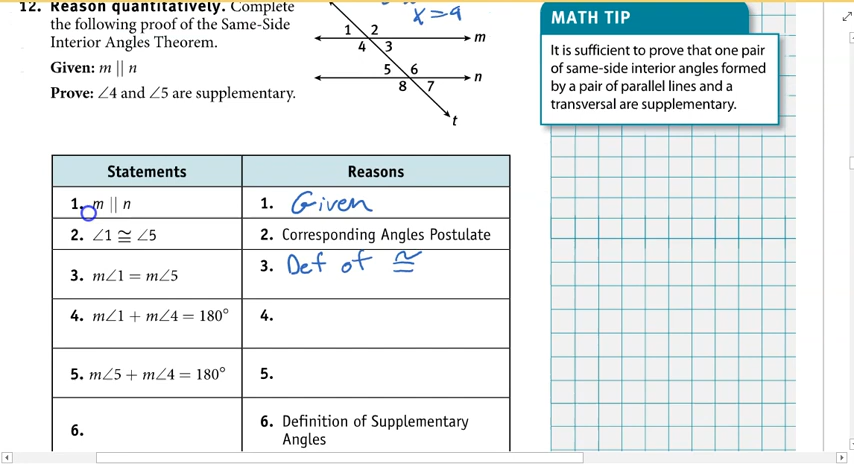 12. Reason quantitatively. Complete
the following proof of the Same-Side
Interior Angles Theorem.
Given: m || n
Prove: ∠4 and ∠5 are supplementary.
x=9
1 2
m
4 3
5 6
n
8 7
t
MATH TIP
It is sufficient to prove that one pair
of same-side interior angles formed
by a pair of parallel lines and a
transversal are supplementary.
Statements Reasons
1. m || n 1. Given
2. ∠1 ≅ ∠5 2. Corresponding Angles Postulate
3. m∠1 = m∠5 3. Def of ≅
4. m∠1 + m∠4 = 180° 4.
5. m∠5 + m∠4 = 180° 5.
6. 6. Definition of Supplementary
Angles